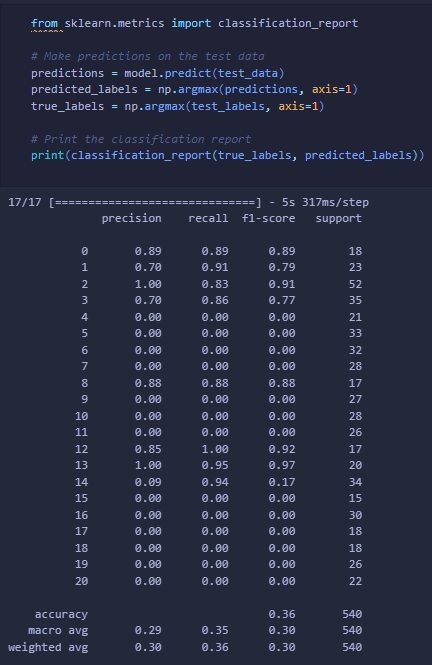 from sklearn.metrics import classification_report
# Make predictions on the test data
predictions = model.predict(test_data)
predicted_labels = np.argmax(predictions, axis=1)
true_labels = np.argmax(test_labels, axis=1)
# Print the classification report
print(classification_report(true_labels, predicted_labels))
17/17 [==============================] - 5s 317ms/step
precision recall f1-score support
0 0.89 0.89 0.89 18
1 0.70 0.91 0.79 23
2 1.00 0.83 0.91 52
3 0.70 0.86 0.77 35
4 0.00 0.00 0.00 21
5 0.00 0.00 0.00 33
6 0.00 0.00 0.00 32
7 0.00 0.00 0.00 28
8 0.88 0.88 0.88 17
9 0.00 0.00 0.00 27
10 0.00 0.00 0.00 28
11 0.00 0.00 0.00 26
12 0.85 1.00 0.92 17
13 1.00 0.95 0.97 20
14 0.09 0.94 0.17 34
15 0.00 0.00 0.00 15
16 0.00 0.00 0.00 30
17 0.00 0.00 0.00 18
18 0.00 0.00 0.00 18
19 0.00 0.00 0.00 26
20 0.00 0.00 0.00 22
accuracy 0.36 540
macro avg 0.29 0.35 0.30 540
weighted avg 0.30 0.36 0.30 540